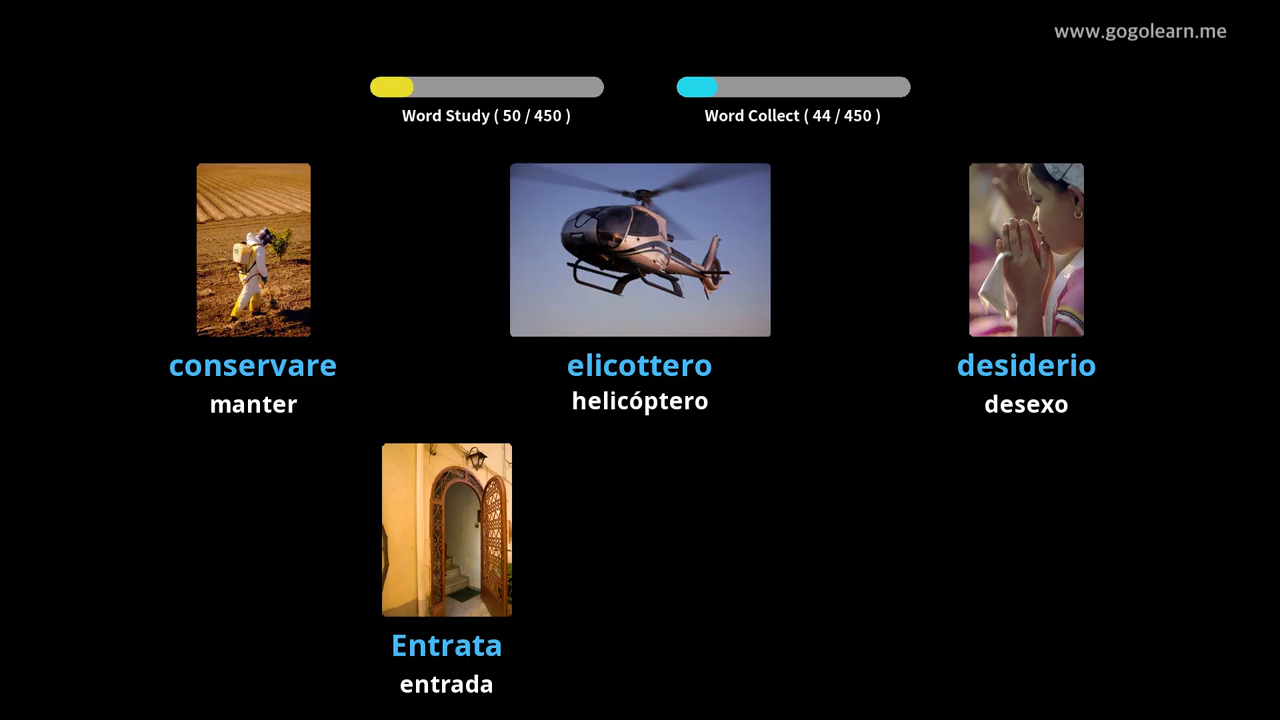 www.gogolearn.me
Word Study ( 50 / 450 )
Word Collect ( 44 / 450 )
conservare
manter
elicottero
helicóptero
desiderio
desexo
Entrata
entrada